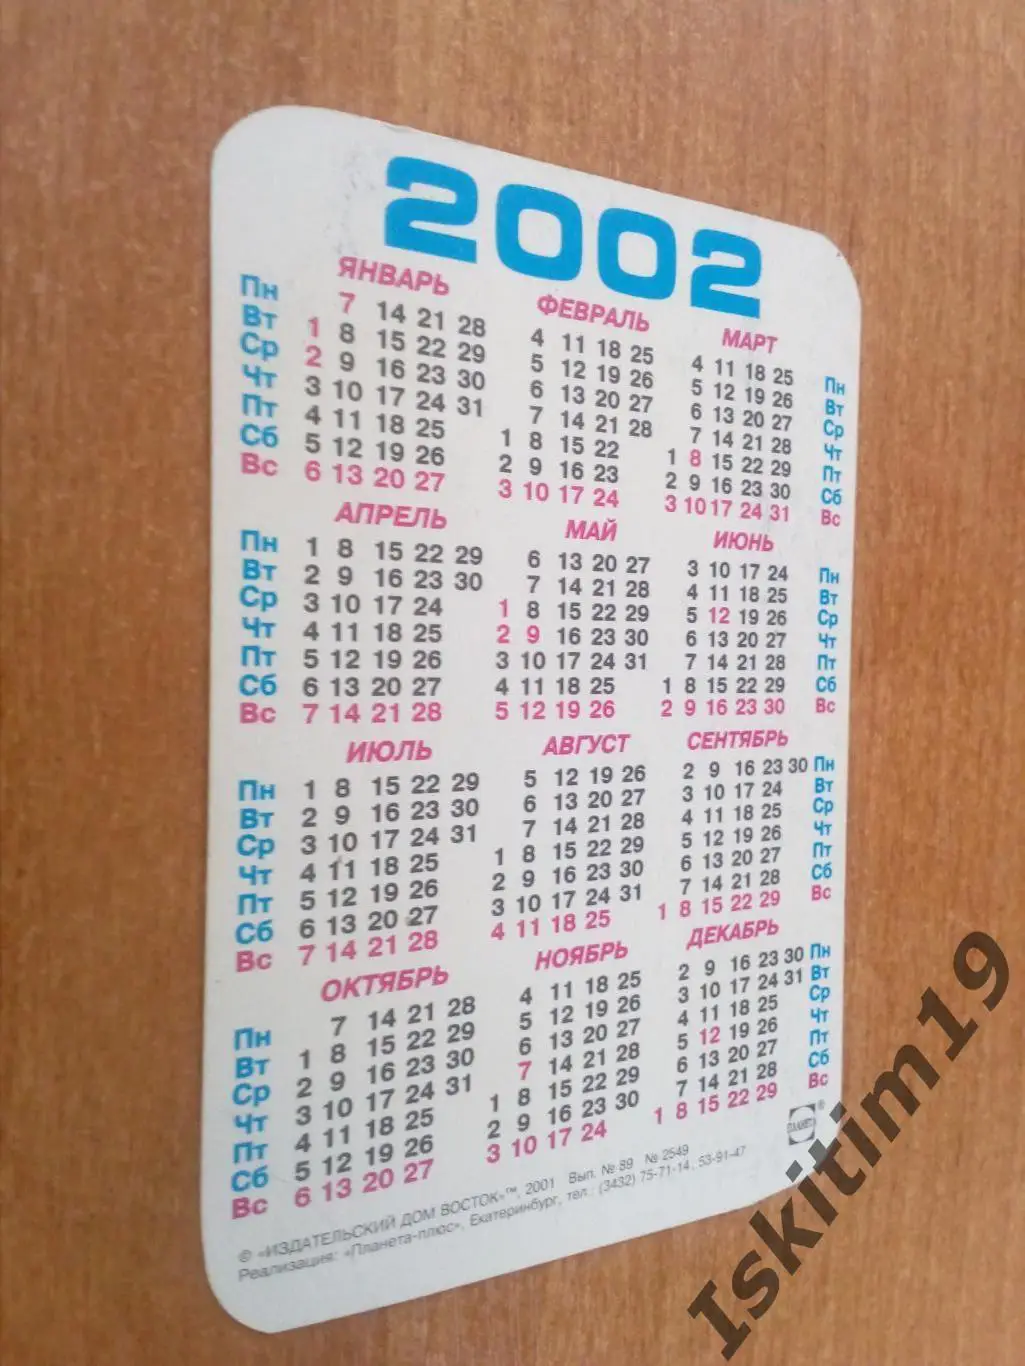 2002
ЯНВАРЬ ФЕВРАЛЬ МАРТ
Пн 7 14 21 28 4 11 18 25 4 11 18 25 Пн
Вт 1 8 15 22 29 5 12 19 26 5 12 19 26 Вт
Ср 2 9 16 23 30 6 13 20 27 6 13 20 27 Ср
Чт 3 10 17 24 31 7 14 21 28 7 14 21 28 Чт
Пт 4 11 18 25 1 8 15 22 1 8 15 22 29 Пт
Сб 5 12 19 26 2 9 16 23 2 9 16 23 30 Сб
Вс 6 13 20 27 3 10 17 24 3 10 17 24 31 Вс
АПРЕЛЬ МАЙ ИЮНЬ
Пн 1 8 15 22 29 6 13 20 27 3 10 17 24 Пн
Вт 2 9 16 23 30 7 14 21 28 4 11 18 25 Вт
Ср 3 10 17 24 1 8 15 22 29 5 12 19 26 Ср
Чт 4 11 18 25 2 9 16 23 30 6 13 20 27 Чт
Пт 5 12 19 26 3 10 17 24 31 7 14 21 28 Пт
Сб 6 13 20 27 4 11 18 25 1 8 15 22 29 Сб
Вс 7 14 21 28 5 12 19 26 2 9 16 23 30 Вс
ИЮЛЬ АВГУСТ СЕНТЯБРЬ
Пн 1 8 15 22 29 5 12 19 26 2 9 16 23 30 Пн
Вт 2 9 16 23 30 6 13 20 27 3 10 17 24 Вт
Ср 3 10 17 24 31 7 14 21 28 4 11 18 25 Ср
Чт 4 11 18 25 1 8 15 22 29 5 12 19 26 Чт
Пт 5 12 19 26 2 9 16 23 30 6 13 20 27 Пт
Сб 6 13 20 27 3 10 17 24 31 7 14 21 28 Сб
Вс 7 14 21 28 4 11 18 25 1 8 15 22 29 Вс
ОКТЯБРЬ НОЯБРЬ ДЕКАБРЬ
Пн 7 14 21 28 4 11 18 25 2 9 16 23 30 Пн
Вт 1 8 15 22 29 5 12 19 26 3 10 17 24 31 Вт
Ср 2 9 16 23 30 6 13 20 27 4 11 18 25 Ср
Чт 3 10 17 24 31 7 14 21 28 5 12 19 26 Чт
Пт 4 11 18 25 1 8 15 22 29 6 13 20 27 Пт
Сб 5 12 19 26 2 9 16 23 30 7 14 21 28 Сб
Вс 6 13 20 27 3 10 17 24 1 8 15 22 29 Вс
© «ИЗДАТЕЛЬСКИЙ ДОМ ВОСТОК»™, 2001 Вып. № 89 № 2549
Реализация: «Планета-плюс», Екатеринбург, тел.: (3432) 75-71-14, 53-91-47
ПЛАНЕТА ®
Iskitim19